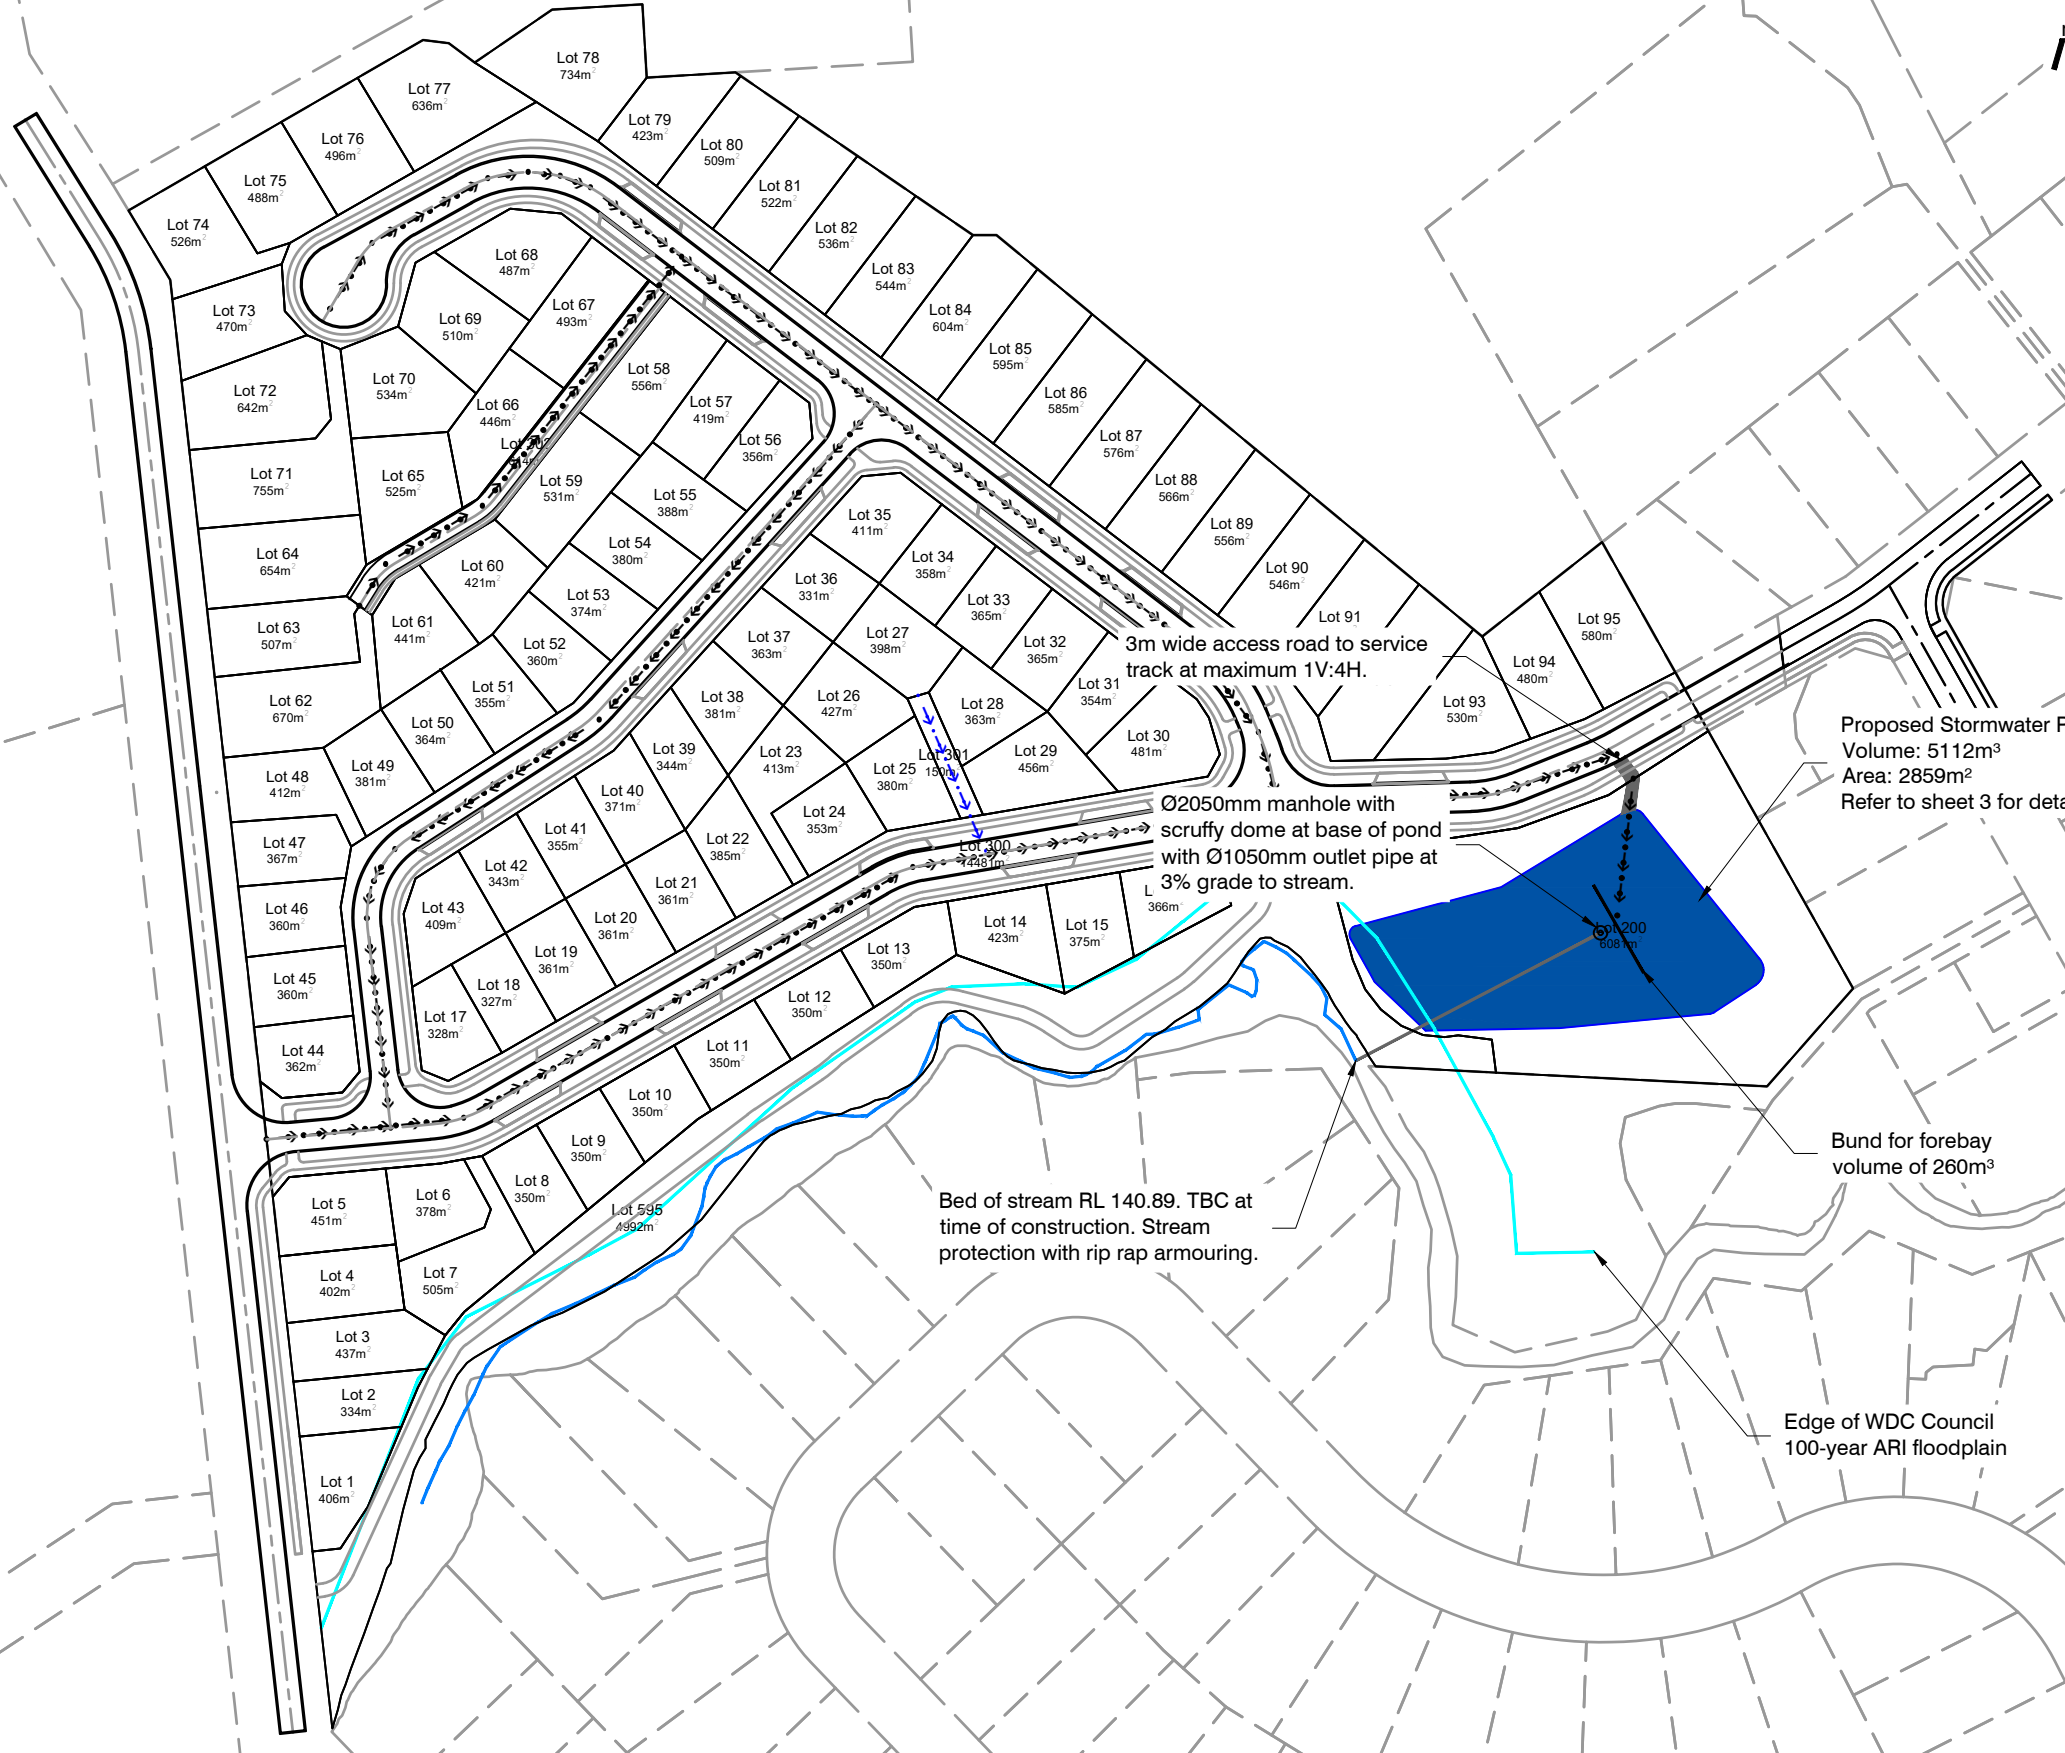 Lot 78
734m²
Lot 77
636m²
Lot 76
496m²
Lot 75
488m²
Lot 74
526m²
Lot 79
423m²
Lot 80
509m²
Lot 81
522m²
Lot 82
536m²
Lot 83
544m²
Lot 84
604m²
Lot 85
595m²
Lot 86
585m²
Lot 87
576m²
Lot 88
566m²
Lot 89
556m²
Lot 90
546m²
Lot 91
Lot 95
580m²
Lot 94
480m²
Lot 93
530m²
Lot 73
470m²
Lot 72
642m²
Lot 71
755m²
Lot 64
654m²
Lot 63
507m²
Lot 62
670m²
Lot 68
487m²
Lot 67
493m²
Lot 69
510m²
Lot 70
534m²
Lot 66
446m²
Lot 65
525m²
Lot 58
556m²
Lot 57
419m²
Lot 56
356m²
Lot 59
531m²
Lot 55
388m²
Lot 54
380m²
Lot 60
421m²
Lot 53
374m²
Lot 61
441m²
Lot 52
360m²
Lot 51
355m²
Lot 50
364m²
Lot 49
381m²
Lot 48
412m²
Lot 47
367m²
Lot 46
360m²
Lot 45
360m²
Lot 44
362m²
Lot 35
411m²
Lot 34
358m²
Lot 36
331m²
Lot 33
365m²
Lot 37
363m²
Lot 27
398m²
Lot 32
365m²
Lot 31
354m²
Lot 38
381m²
Lot 26
427m²
Lot 28
363m²
Lot 30
481m²
Lot 39
344m²
Lot 23
413m²
Lot 25
380m²
Lot 301
150m²
Lot 29
456m²
Lot 40
371m²
Lot 24
353m²
Lot 41
355m²
Lot 22
385m²
Lot 300
14481m²
Lot 42
343m²
Lot 21
361m²
Lot 43
409m²
Lot 20
361m²
Lot 19
361m²
Lot 18
327m²
Lot 17
328m²
Lot 14
423m²
Lot 15
375m²
366m²
Lot 13
350m²
Lot 12
350m²
Lot 11
350m²
Lot 10
350m²
Lot 9
350m²
Lot 8
350m²
Lot 6
378m²
Lot 5
451m²
Lot 4
402m²
Lot 7
505m²
Lot 3
437m²
Lot 2
334m²
Lot 1
406m²
Lot 595
4992m²
Lot 200
6081m²
3m wide access road to service
track at maximum 1V:4H.
Ø2050mm manhole with
scruffy dome at base of pond
with Ø1050mm outlet pipe at
3% grade to stream.
Proposed Stormwater
Volume: 5112m³
Area: 2859m²
Refer to sheet 3 for
Bund for forebay
volume of 260m³
Bed of stream RL 140.89. TBC at
time of construction. Stream
protection with rip rap armouring.
Edge of WDC Council
100-year ARI floodplain